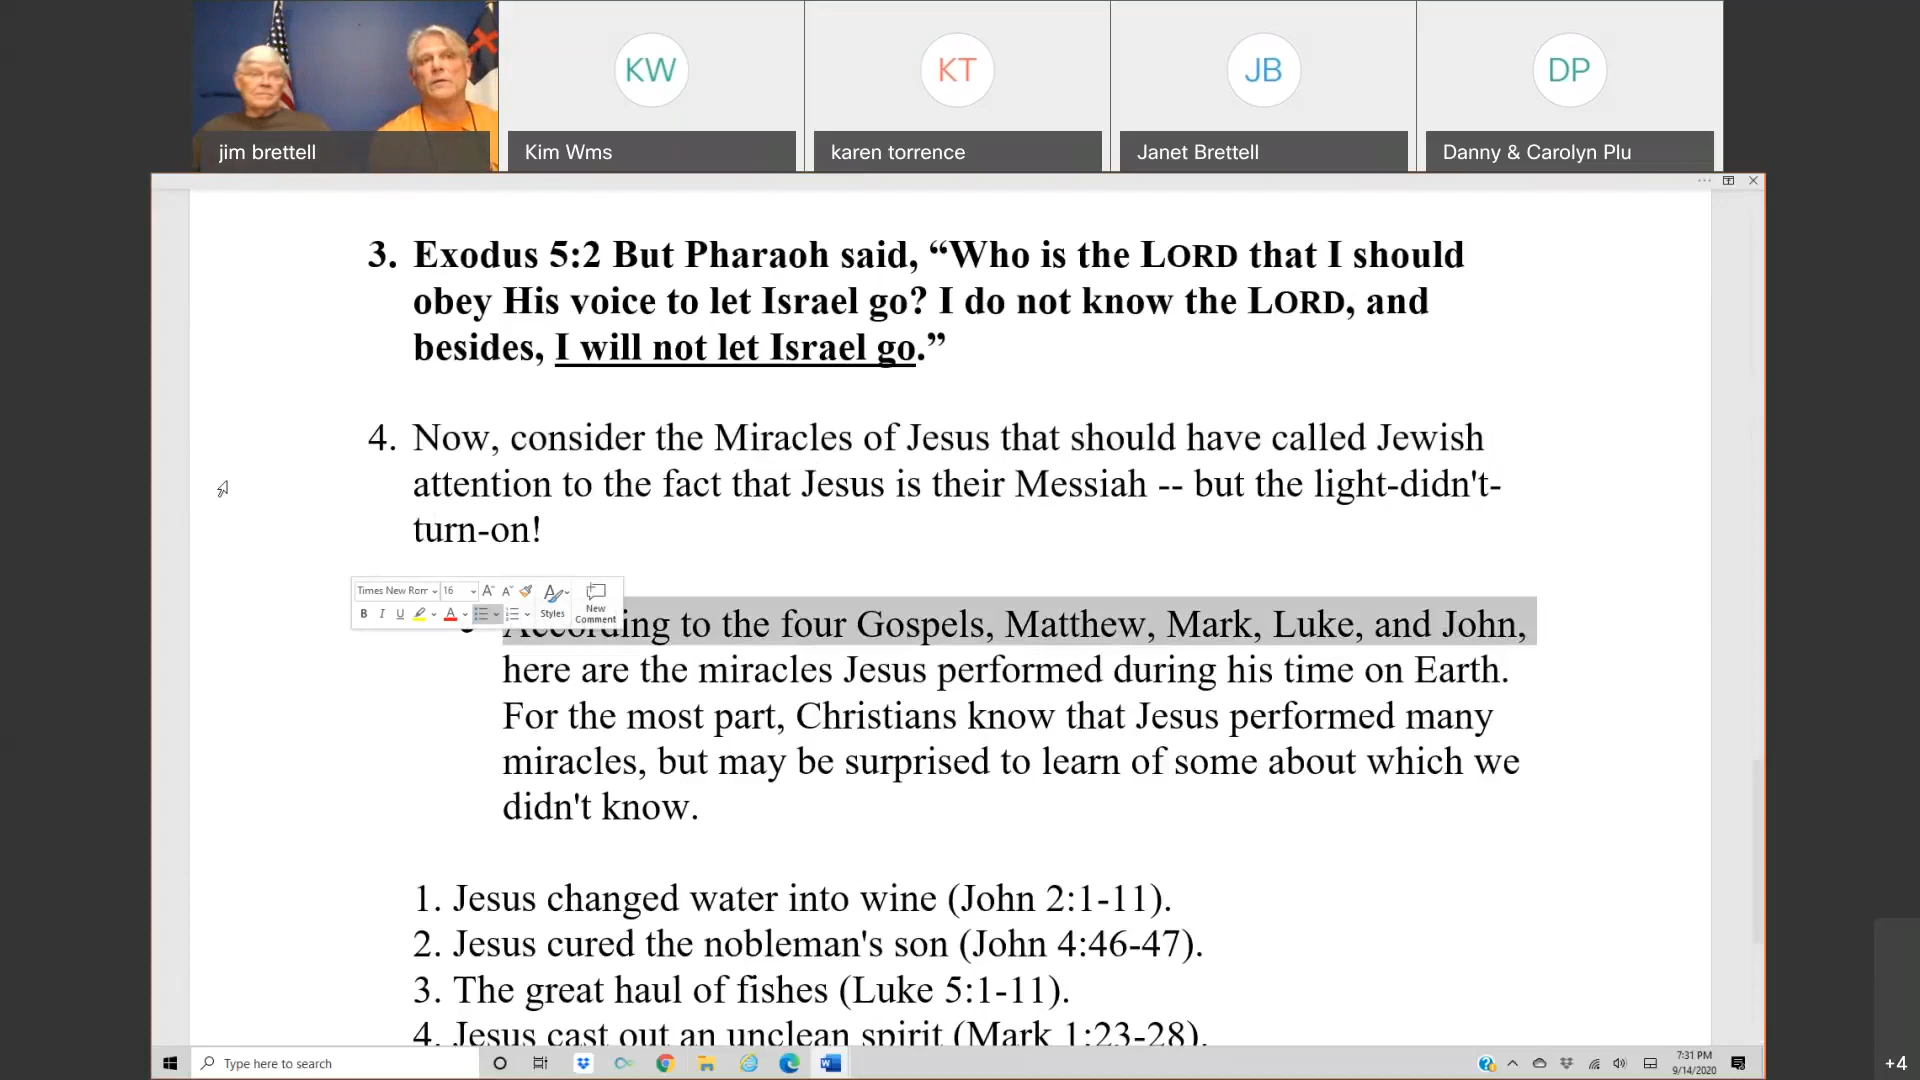 KW
KT
JB
DP
jim brettell
Kim Wms
karen torrence
Janet Brettell
Danny & Carolyn Plu
3. Exodus 5:2 But Pharaoh said, “Who is the LORD that I should
obey His voice to let Israel go? I do not know the LORD, and
besides, I will not let Israel go.”
4. Now, consider the Miracles of Jesus that should have called Jewish
attention to the fact that Jesus is their Messiah -- but the light-didn't-
turn-on!
Times New Rom 16 A A
B I U A Styles New
Comment
According to the four Gospels, Matthew, Mark, Luke, and John,
here are the miracles Jesus performed during his time on Earth.
For the most part, Christians know that Jesus performed many
miracles, but may be surprised to learn of some about which we
didn't know.
1. Jesus changed water into wine (John 2:1-11).
2. Jesus cured the nobleman's son (John 4:46-47).
3. The great haul of fishes (Luke 5:1-11).
4. Jesus cast out an unclean spirit (Mark 1:23-28).
Type here to search
7:31 PM
9/14/2020
+4